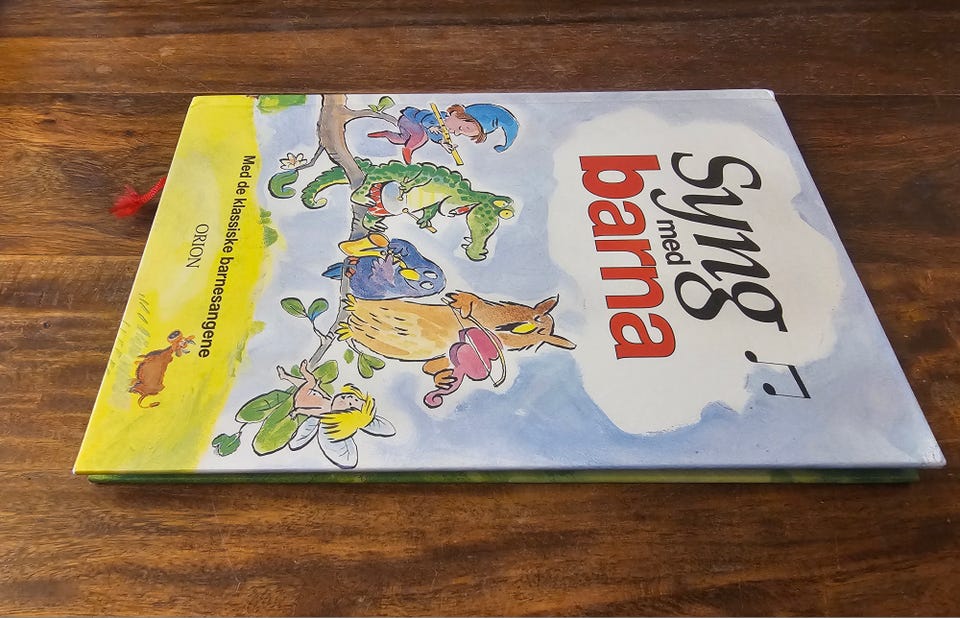 Syng
med
barna
Med de klassiske barnesangene
ORION